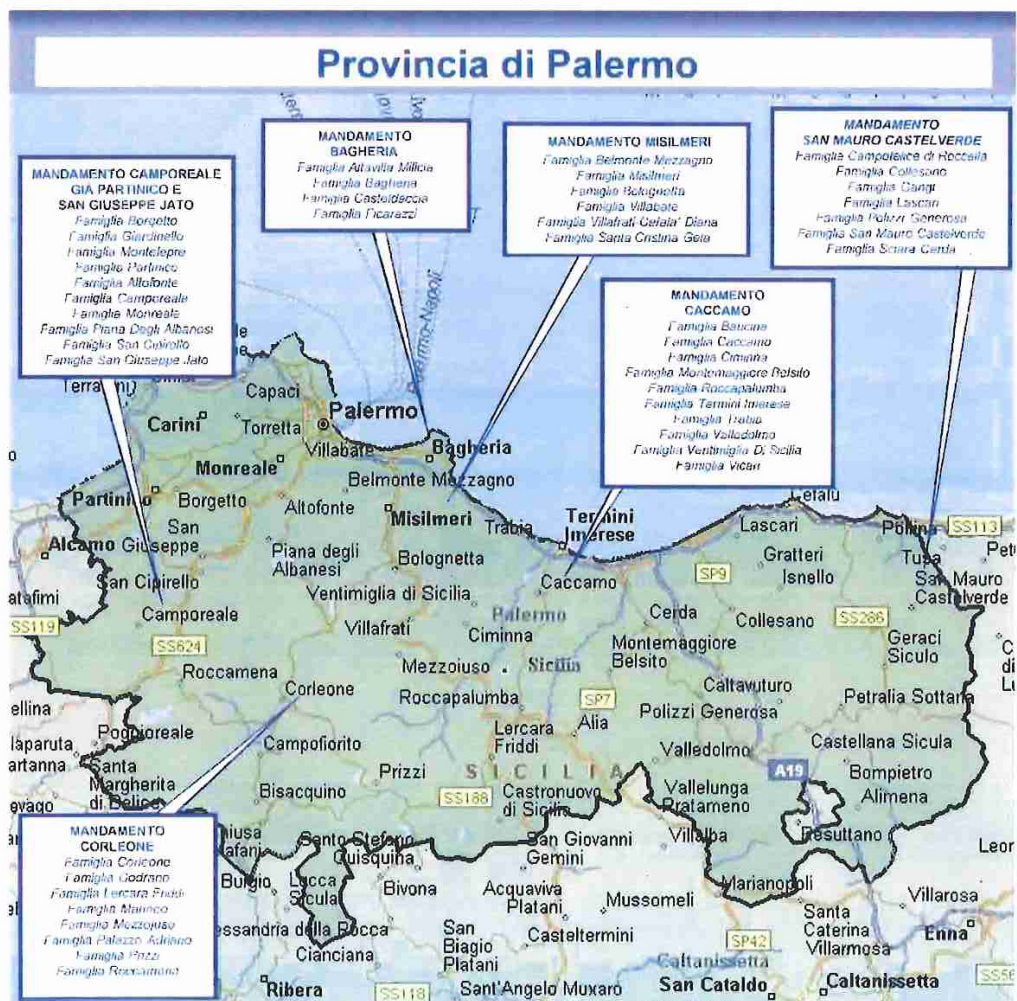 Provincia di Palermo
MANDAMENTO CAMPOREALE
GIÀ PARTINICO E
SAN GIUSEPPE JATO
Famiglia Borgetto
Famiglia Giardinello
Famiglia Montelepre
Famiglia Partinico
Famiglia Altofonte
Famiglia Camporeale
Famiglia Monreale
Famiglia Piana Degli Albanesi
Famiglia San Cipirello
Famiglia San Giuseppe Jato
MANDAMENTO
BAGHERIA
Famiglia Altavilla Milicia
Famiglia Bagheria
Famiglia Casteldaccia
Famiglia Ficarazzi
MANDAMENTO MISILMERI
Famiglia Belmonte Mezzagno
Famiglia Misilmeri
Famiglia Bolognetta
Famiglia Villabate
Famiglia Villafrati Cefala' Diana
Famiglia Santa Cristina Gela
MANDAMENTO
SAN MAURO CASTELVERDE
Famiglia Campofelice di Roccella
Famiglia Collesano
Famiglia Gangi
Famiglia Lascari
Famiglia Polizzi Generosa
Famiglia San Mauro Castelverde
Famiglia Sciara Cerda
MANDAMENTO
CACCAMO
Famiglia Baucina
Famiglia Caccamo
Famiglia Ciminna
Famiglia Montemaggiore Belsito
Famiglia Roccapalumba
Famiglia Termini Imerese
Famiglia Trabia
Famiglia Valledolmo
Famiglia Ventimiglia Di Sicilia
Famiglia Vicari
Palermo-Napoli
Capaci
Carini
Torretta
Palermo
Villabate
Bagheria
Monreale
Belmonte Mezzagno
Partinico
Borgetto
Altofonte
Misilmeri
Trabia
Termini
Imerese
Cefalù
Lascari
Pollina
SS113
Alcamo
San
Giuseppe
Piana degli
Albanesi
Bolognetta
Gratteri
Isnello
Tusa
San Mauro
Castelverde
San Cipirello
Ventimiglia di Sicilia
Caccamo
SP9
SS119
Camporeale
Villafrati
Palermo
Ciminna
Cerda
Collesano
SS286
SS624
Montemaggiore
Belsito
Geraci
Siculo
Roccamena
Mezzoiuso
Sicilia
Corleone
Roccapalumba
SP7
Caltavuturo
Petralia Sottana
Polizzi Generosa
Alia
Poggioreale
Campofiorito
Lercara
Friddi
Valledolmo
Castellana Sicula
Santa
Margherita
di Belice
Prizzi
SICILIA
A19
Bompietro
Bisacquino
SS188
Castronuovo
di Sicilia
Vallelunga
Pratameno
Alimena
Villalba
Resuttano
MANDAMENTO
CORLEONE
Famiglia Corleone
Famiglia Godrano
Famiglia Lercara Friddi
Famiglia Marineo
Famiglia Mezzojuso
Famiglia Palazzo Adriano
Famiglia Prizzi
Famiglia Roccamena
Santo Stefano
Quisquina
San Giovanni
Gemini
Burgio
Lucca
Sicula
Bivona
Acquaviva
Platani
Mussomeli
Marianopoli
Villarosa
Cianciana
San
Biagio
Platani
Casteltermini
Santa
Caterina
Villarmosa
SP42
Enna
Caltanissetta
Ribera
SS118
Sant'Angelo Muxaro
San Cataldo
Caltanissetta